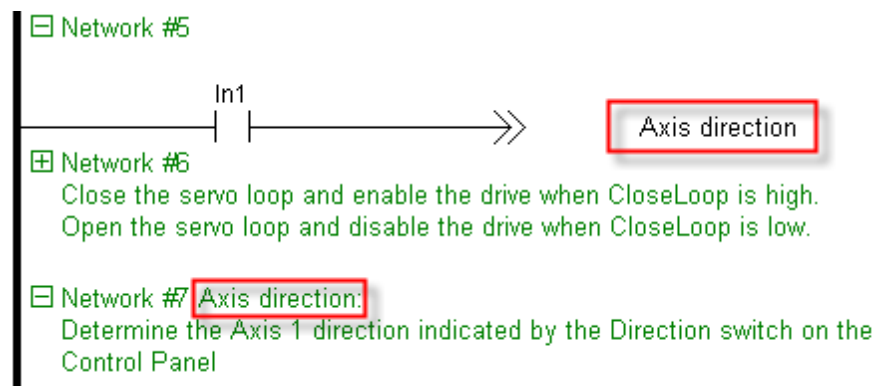 Network #5
In1
Axis direction
Network #6
Close the servo loop and enable the drive when CloseLoop is high.
Open the servo loop and disable the drive when CloseLoop is low.
Network #7 Axis direction:
Determine the Axis 1 direction indicated by the Direction switch on the
Control Panel